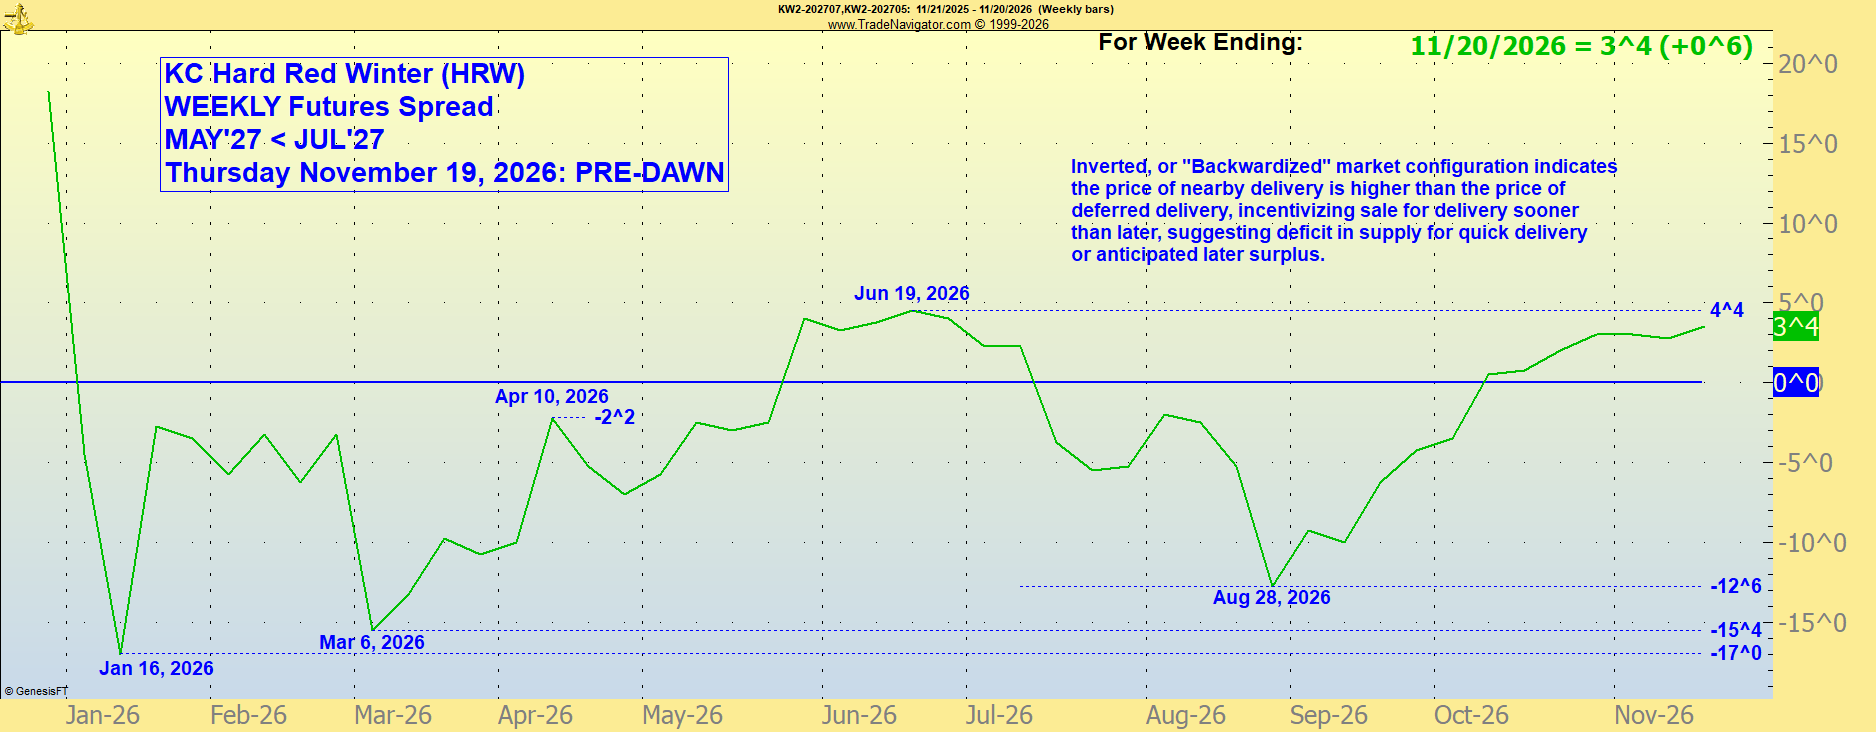 KW2-202707,KW2-202705: 11/21/2025 - 11/20/2026 (Weekly bars)
www.TradeNavigator.com © 1999-2026
For Week Ending:
11/20/2026 = 3^4 (+0^6)
KC Hard Red Winter (HRW)
WEEKLY Futures Spread
MAY'27 < JUL'27
Thursday November 19, 2026: PRE-DAWN
Inverted, or "Backwardized" market configuration indicates
the price of nearby delivery is higher than the price of
deferred delivery, incentivizing sale for delivery sooner
than later, suggesting deficit in supply for quick delivery
or anticipated later surplus.
20^0
15^0
10^0
5^0
3^4
0^0
-5^0
-10^0
-15^0
Jun 19, 2026
4^4
Apr 10, 2026
-2^2
-12^6
Aug 28, 2026
-15^4
Mar 6, 2026
-17^0
Jan 16, 2026
© GenesisFT
Jan-26
Feb-26
Mar-26
Apr-26
May-26
Jun-26
Jul-26
Aug-26
Sep-26
Oct-26
Nov-26